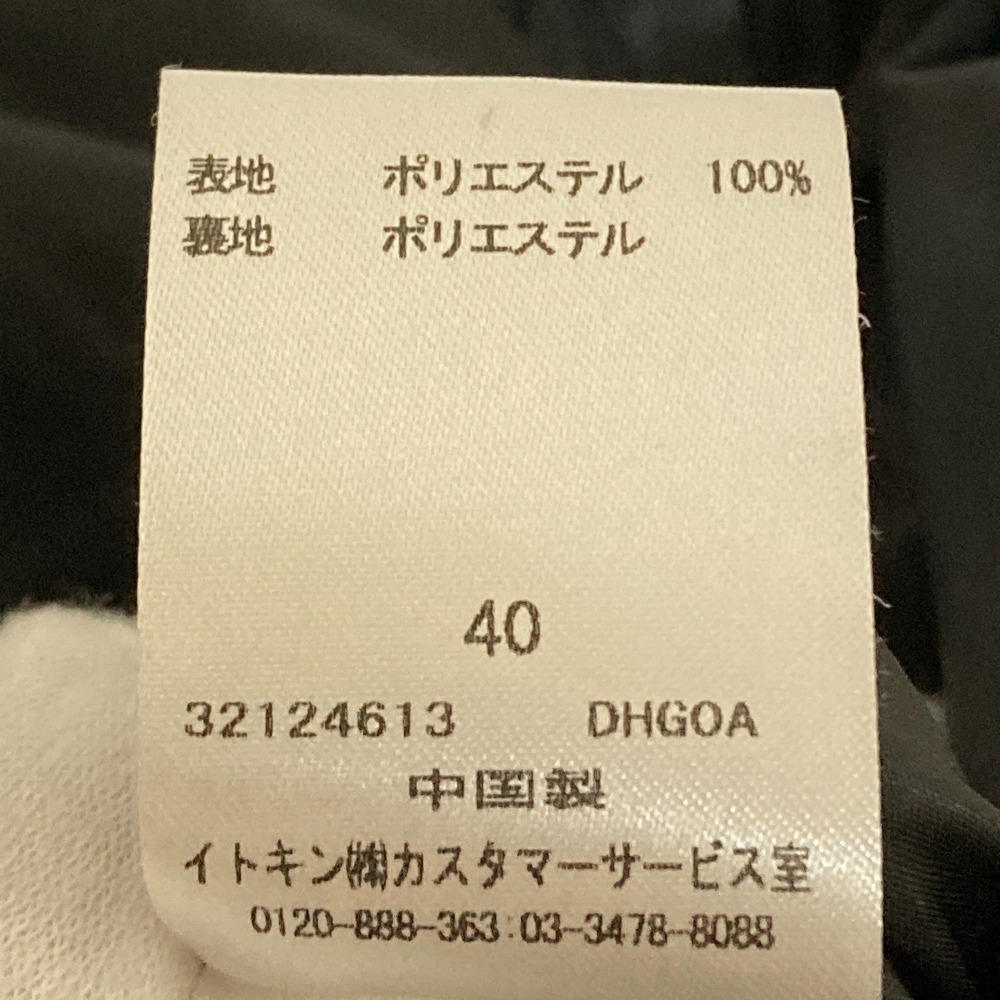 表地 ポリエステル 100%
裏地 ポリエステル
40
32124613 DHGOA
中国製
イトキン㈱カスタマーサービス室
0120-888-363:03-3478-8088